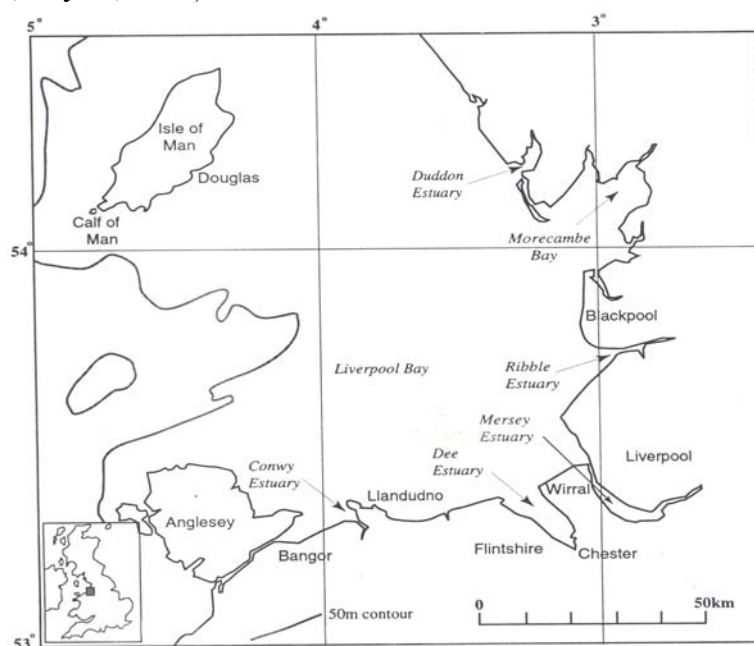 5°
4°
3°
Isle of
Man
Douglas
Calf of
Man
Duddon
Estuary
Morecambe
Bay
54°
Blackpool
Liverpool Bay
Ribble
Estuary
Mersey
Estuary
Liverpool
Dee
Estuary
Conwy
Estuary
Llandudno
Wirral
Anglesey
Bangor
Flintshire
Chester
50m contour
0
50km
53°